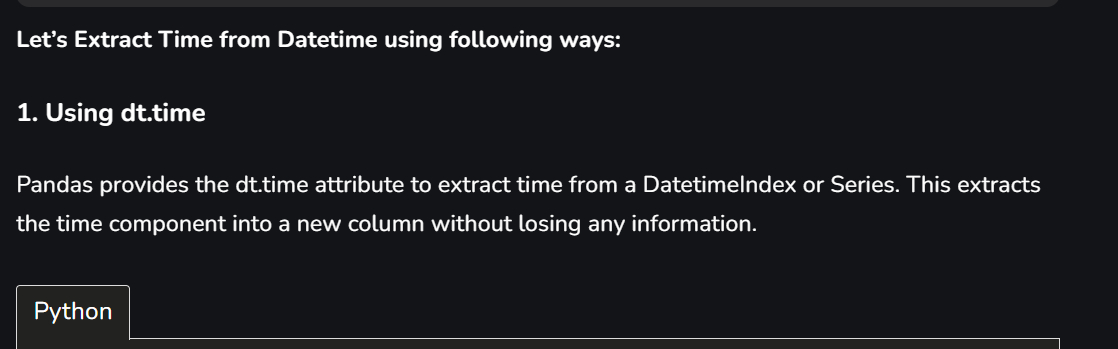 Let’s Extract Time from Datetime using following ways:
1. Using dt.time
Pandas provides the dt.time attribute to extract time from a DatetimeIndex or Series. This extracts
the time component into a new column without losing any information.
Python